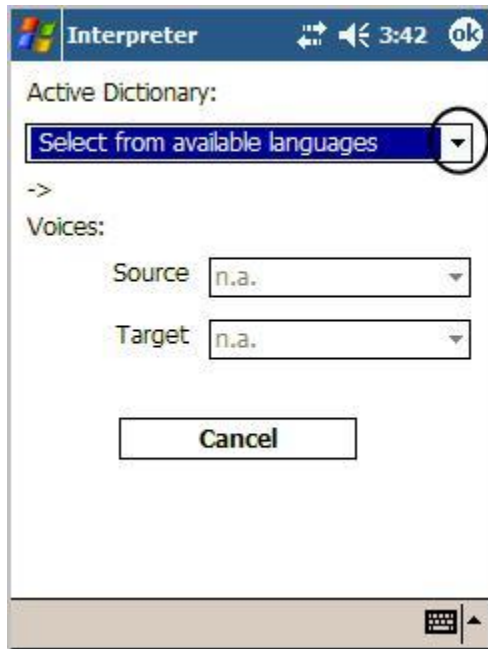 Interpreter 3:42 ok
Active Dictionary:
Select from available languages
->
Voices:
Source n.a.
Target n.a.
Cancel